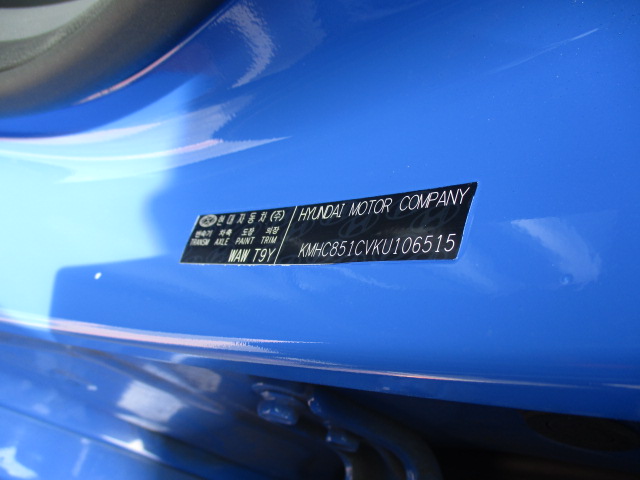 현대자동차(주)
변속기 차축 도장 의장
TRANSM AXLE PAINT TRIM
WAW T9Y
HYUNDAI MOTOR COMPANY
KMHC851CVKU106515